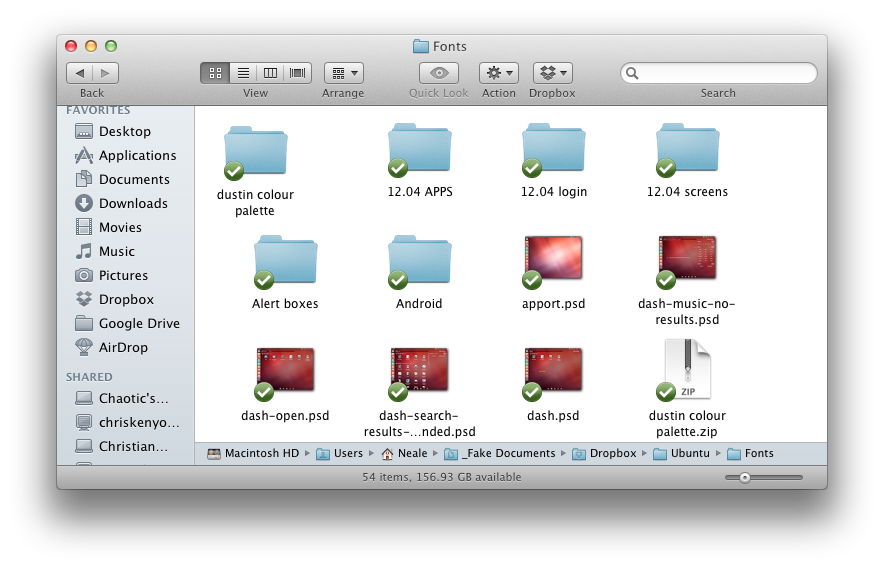 Fonts
Back
View
Arrange
Quick Look
Action
Dropbox
Search
FAVORITES
Desktop
Applications
Documents
Downloads
Movies
Music
Pictures
Dropbox
Google Drive
AirDrop
SHARED
Chaotic's...
chriskenyo...
Christian...
dustin colour
palette
12.04 APPS
12.04 login
12.04 screens
Alert boxes
Android
apport.psd
dash-music-no-
results.psd
dash-open.psd
dash-search-
results-...nded.psd
dash.psd
ZIP
dustin colour
palette.zip
Macintosh HD ▸ Users ▸ Neale ▸ _Fake Documents ▸ Dropbox ▸ Ubuntu ▸ Fonts
54 items, 156.93 GB available